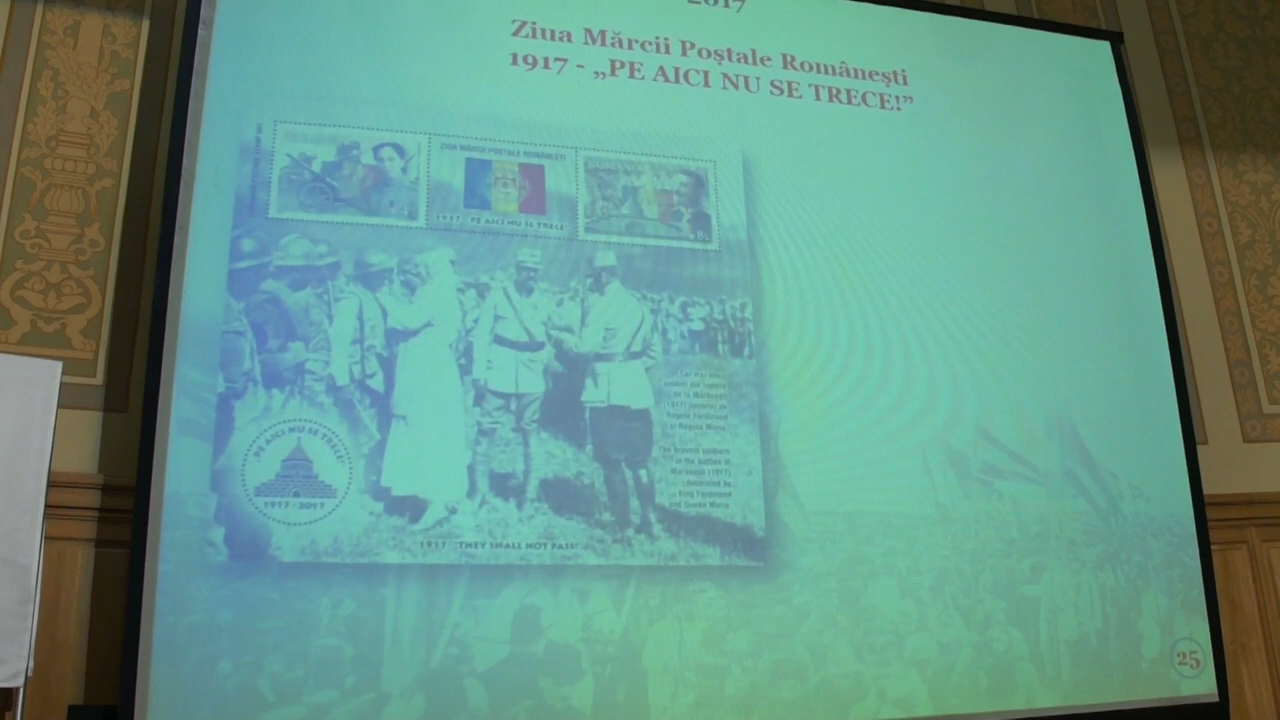 2017
Ziua Mărcii Poștale Românești
1917 - „PE AICI NU SE TRECE!”
ZIUA MĂRCII POȘTALE ROMÂNEȘTI
1917 "PE AICI NU SE TRECE"
8L
Cei mai
soldați din luptele
de la Mărășești
(1917) decorați de
Regele Ferdinand
și Regina Maria
The bravest soldiers
in the battles of
Mărășești (1917)
decorated by
King Ferdinand
and Queen Marie
"PE AICI NU SE TRECE"
1917 - 2017
1917 - "THEY SHALL NOT PASS"
25